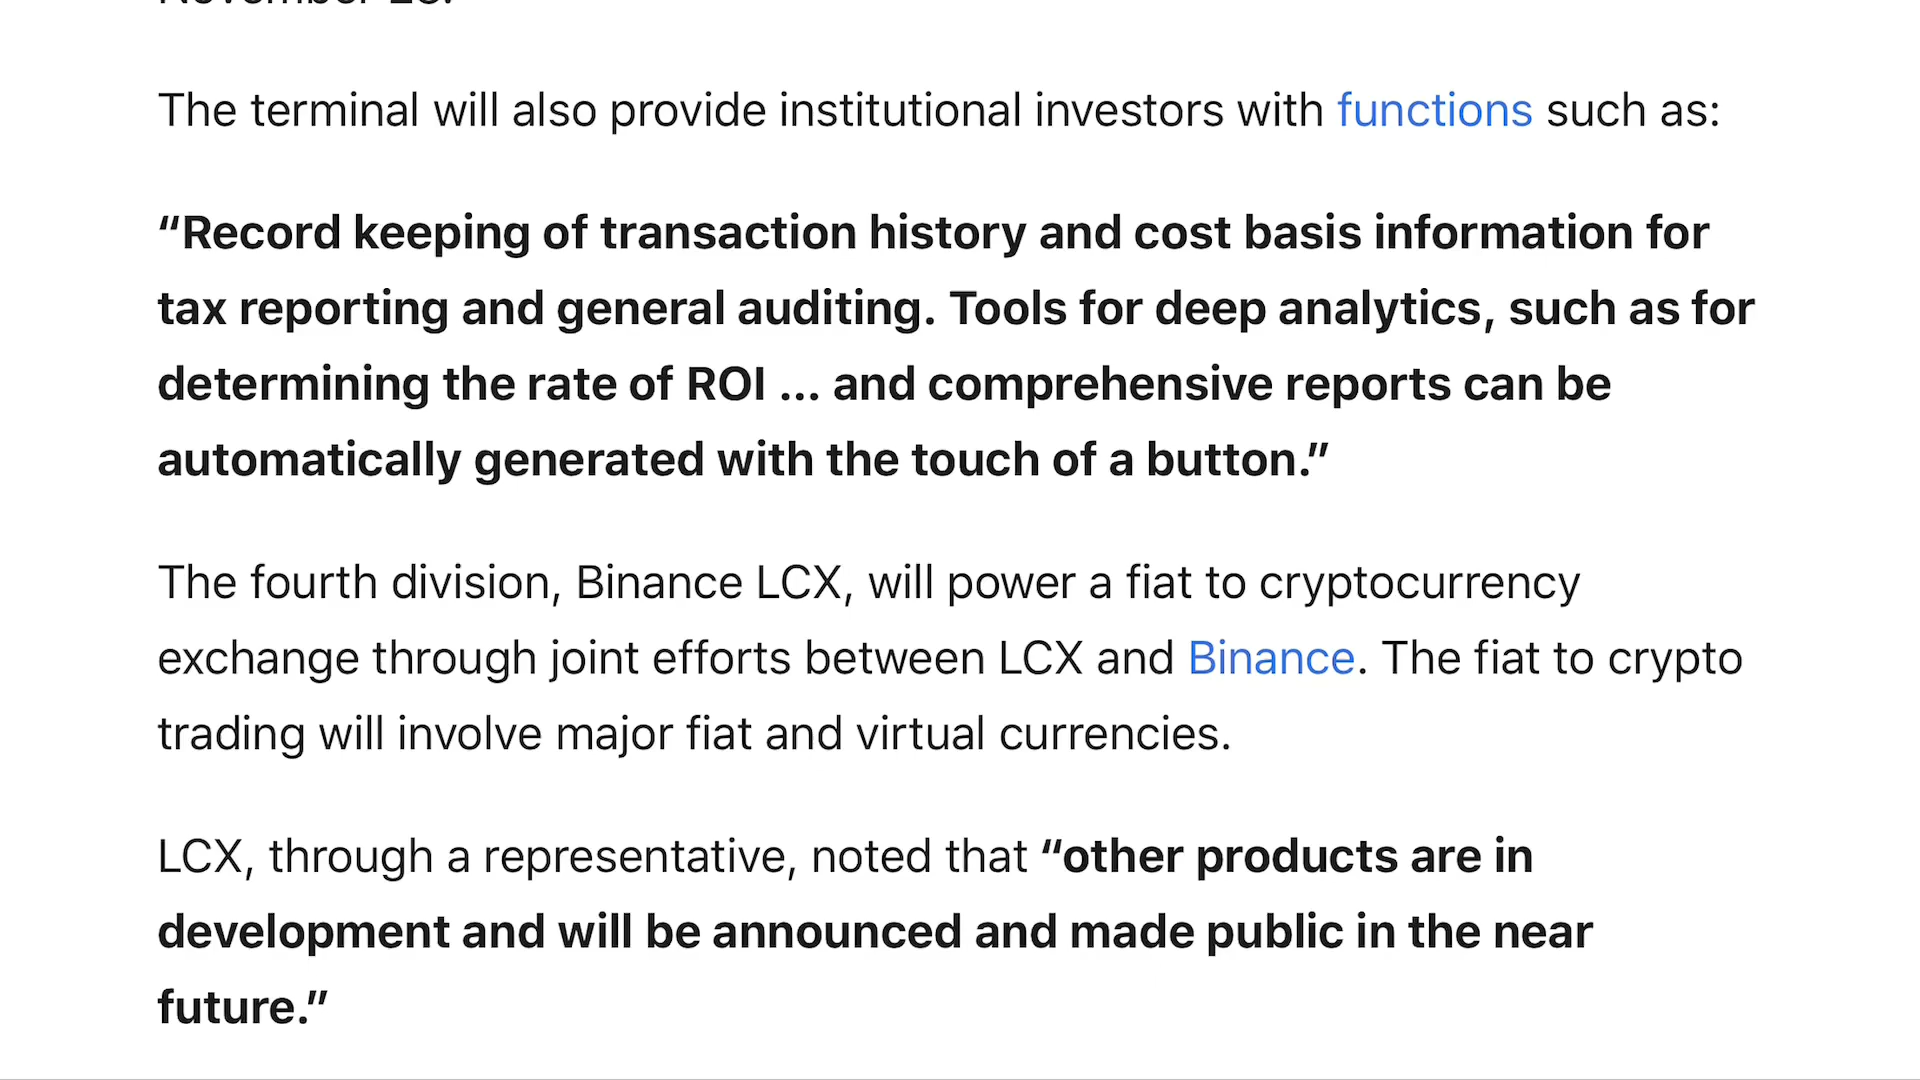 The terminal will also provide institutional investors with functions such as:
“Record keeping of transaction history and cost basis information for
tax reporting and general auditing. Tools for deep analytics, such as for
determining the rate of ROI ... and comprehensive reports can be
automatically generated with the touch of a button.”
The fourth division, Binance LCX, will power a fiat to cryptocurrency
exchange through joint efforts between LCX and Binance. The fiat to crypto
trading will involve major fiat and virtual currencies.
LCX, through a representative, noted that “other products are in
development and will be announced and made public in the near
future.”